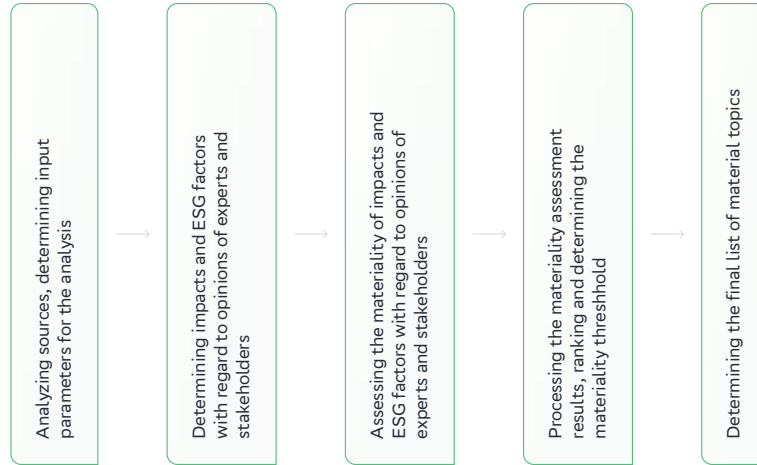 Analyzing sources, determining input
parameters for the analysis
Determining impacts and ESG factors
with regard to opinions of experts and
stakeholders
Assessing the materiality of impacts and
ESG factors with regard to opinions of
experts and stakeholders
Processing the materiality assessment
results, ranking and determining the
materiality threshhold
Determining the final list of material topics